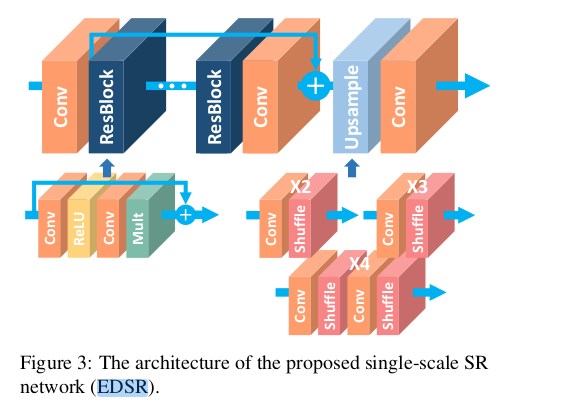 Conv
ResBlock
ResBlock
Conv
Upsample
Conv
Conv
ReLU
Conv
Mult
X2
Conv
Shuffle
X3
Conv
Shuffle
X4
Conv
Shuffle
Conv
Shuffle
Figure 3: The architecture of the proposed single-scale SR
network (EDSR).